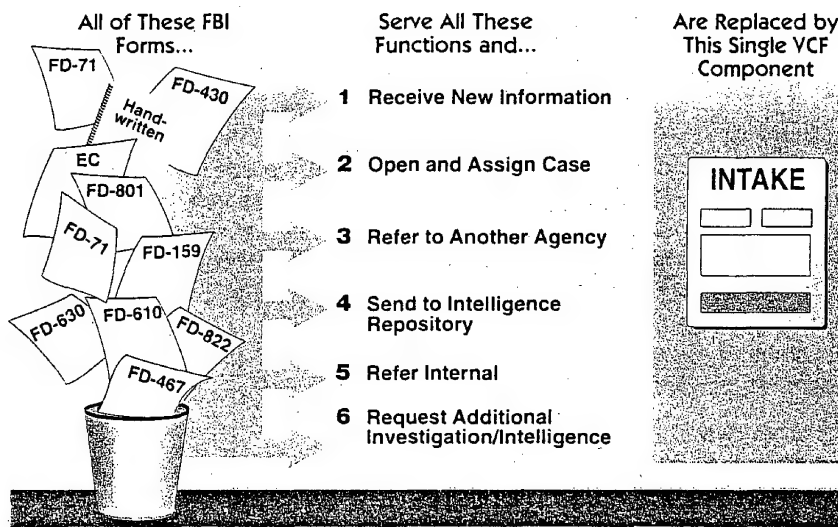 All of These FBI
Forms...
FD-71
Hand-
written
FD-430
EC
FD-801
FD-71
FD-159
FD-630
FD-610
FD-822
FD-467
Serve All These
Functions and...
1 Receive New Information
2 Open and Assign Case
3 Refer to Another Agency
4 Send to Intelligence
Repository
5 Refer Internal
6 Request Additional
Investigation/Intelligence
Are Replaced by
This Single VCF
Component
INTAKE